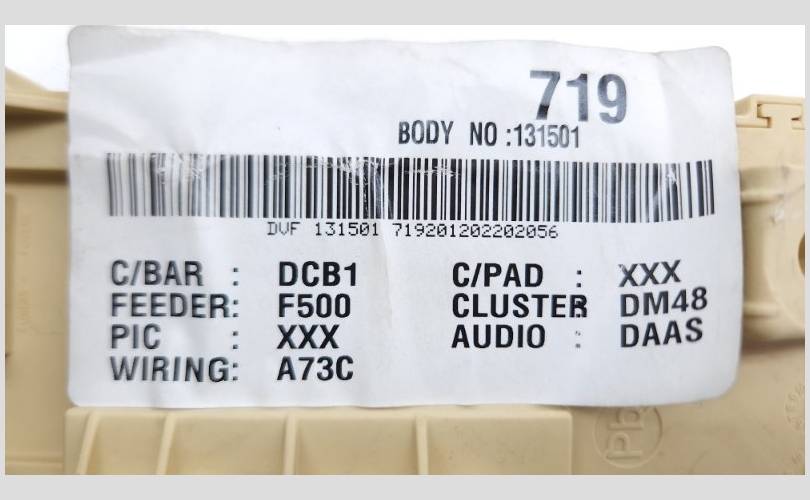 719
BODY NO :131501
DVF 131501 719201202202056
C/BAR : DCB1 C/PAD : XXX
FEEDER: F500 CLUSTER DM48
PIC : XXX AUDIO : DAAS
WIRING: A73C
Pb